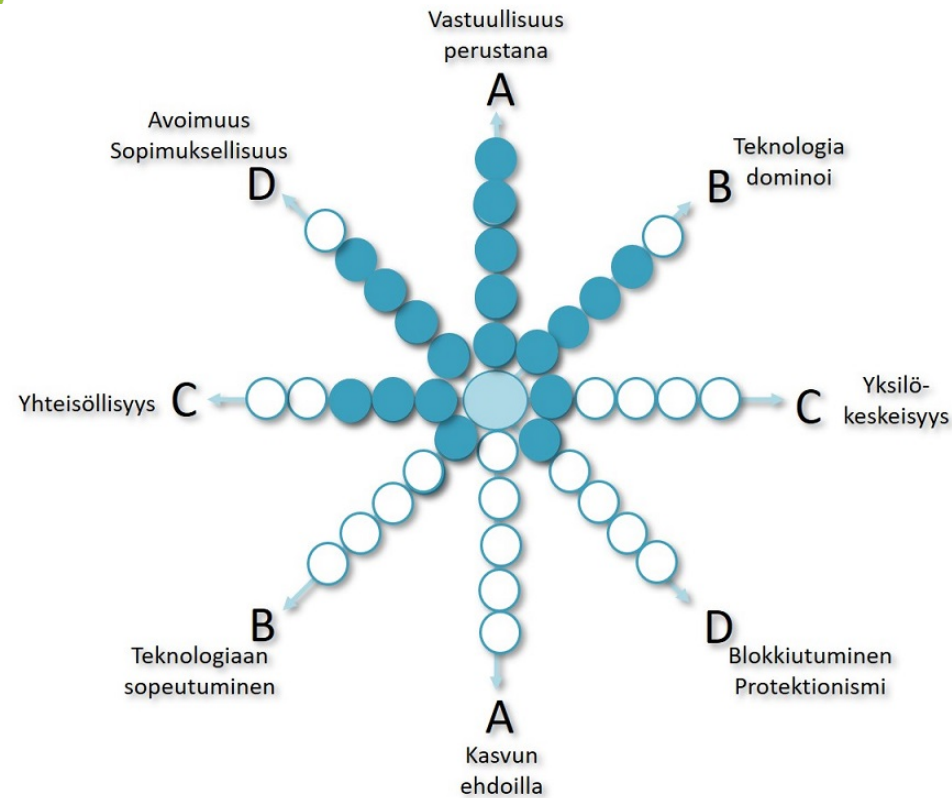 Vastuullisuus
perustana
A
Avoimuus
Sopimuksellisuus
D
Teknologia
dominoi
B
Yhteisöllisyys C
C Yksilö-
keskeisyys
B
Teknologiaan
sopeutuminen
D
Blokkiutuminen
Protektionismi
A
Kasvun
ehdoilla